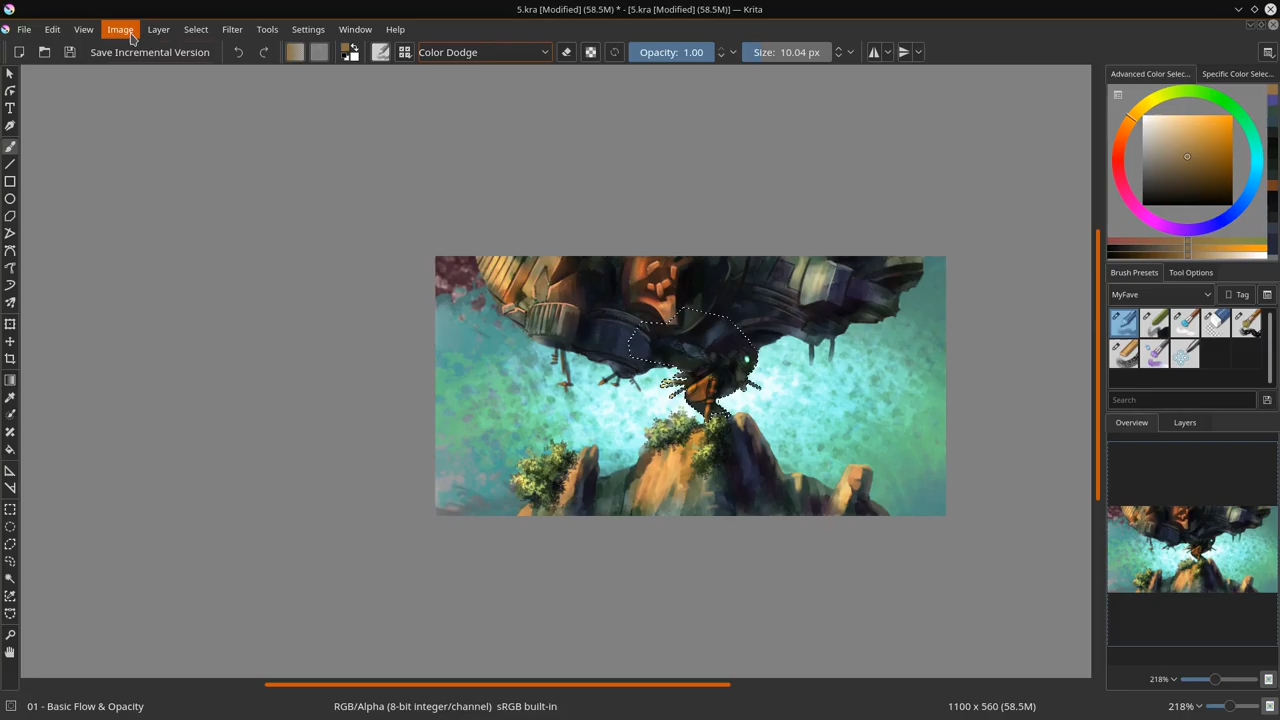 5.kra [Modified] (58.5M) * - [5.kra [Modified] (58.5M)] — Krita
File Edit View Image Layer Select Filter Tools Settings Window Help
Save Incremental Version Color Dodge Opacity: 1.00 Size: 10.04 px
Advanced Color Selec... Specific Color Selec...
Brush Presets Tool Options
MyFave Tag
Search
Overview Layers
218%
01 - Basic Flow & Opacity RGB/Alpha (8-bit integer/channel) sRGB built-in 1100 x 560 (58.5M) 218%